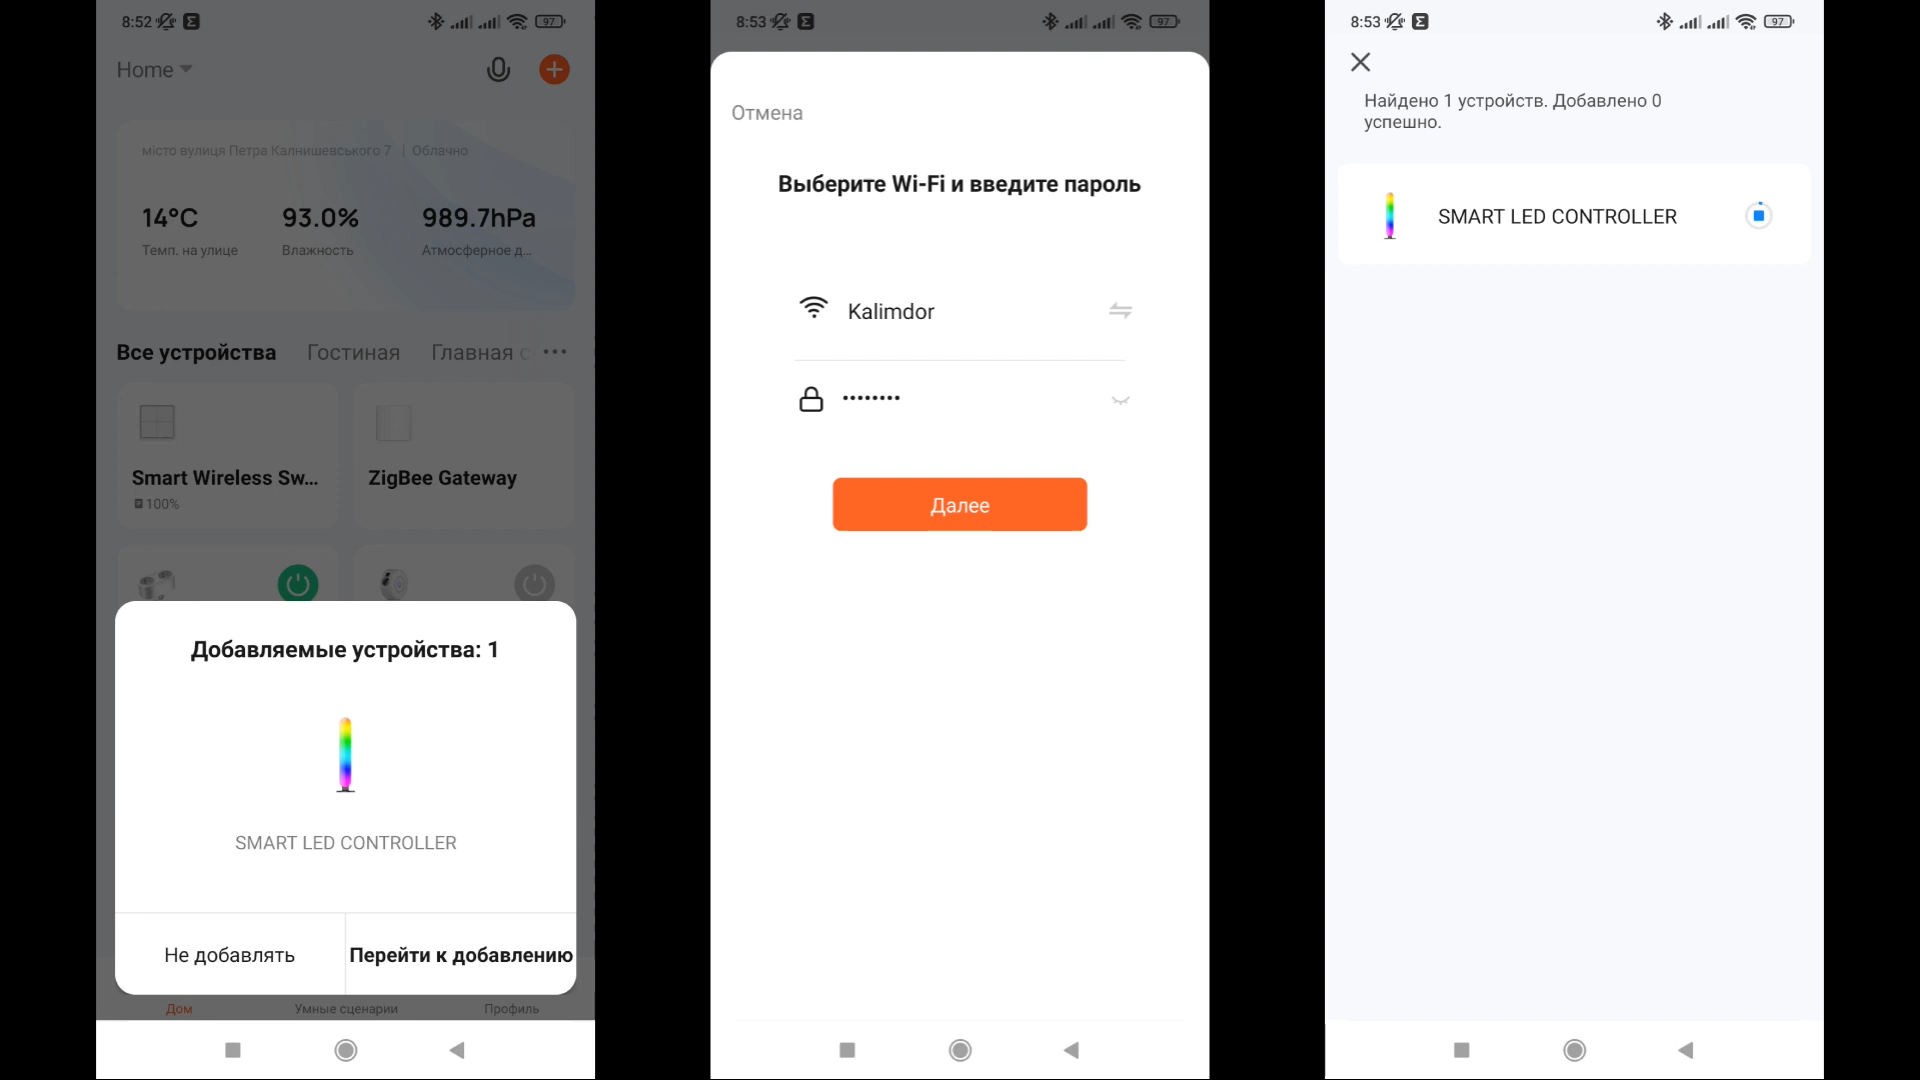 8:52
97
Home
місто вулиця Петра Калнишевського 7 | Облачно
14°C 93.0% 989.7hPa
Темп. на улице Влажность Атмосферное д...
Все устройства Гостиная Главная с ...
Smart Wireless Sw...
100%
ZigBee Gateway
Добавляемые устройства: 1
SMART LED CONTROLLER
Не добавлять Перейти к добавлению
Дом Умные сценарии Профиль
8:53
97
Отмена
Выберите Wi-Fi и введите пароль
Kalimdor
••••••••
Далее
8:53
97
Найдено 1 устройств. Добавлено 0
успешно.
SMART LED CONTROLLER